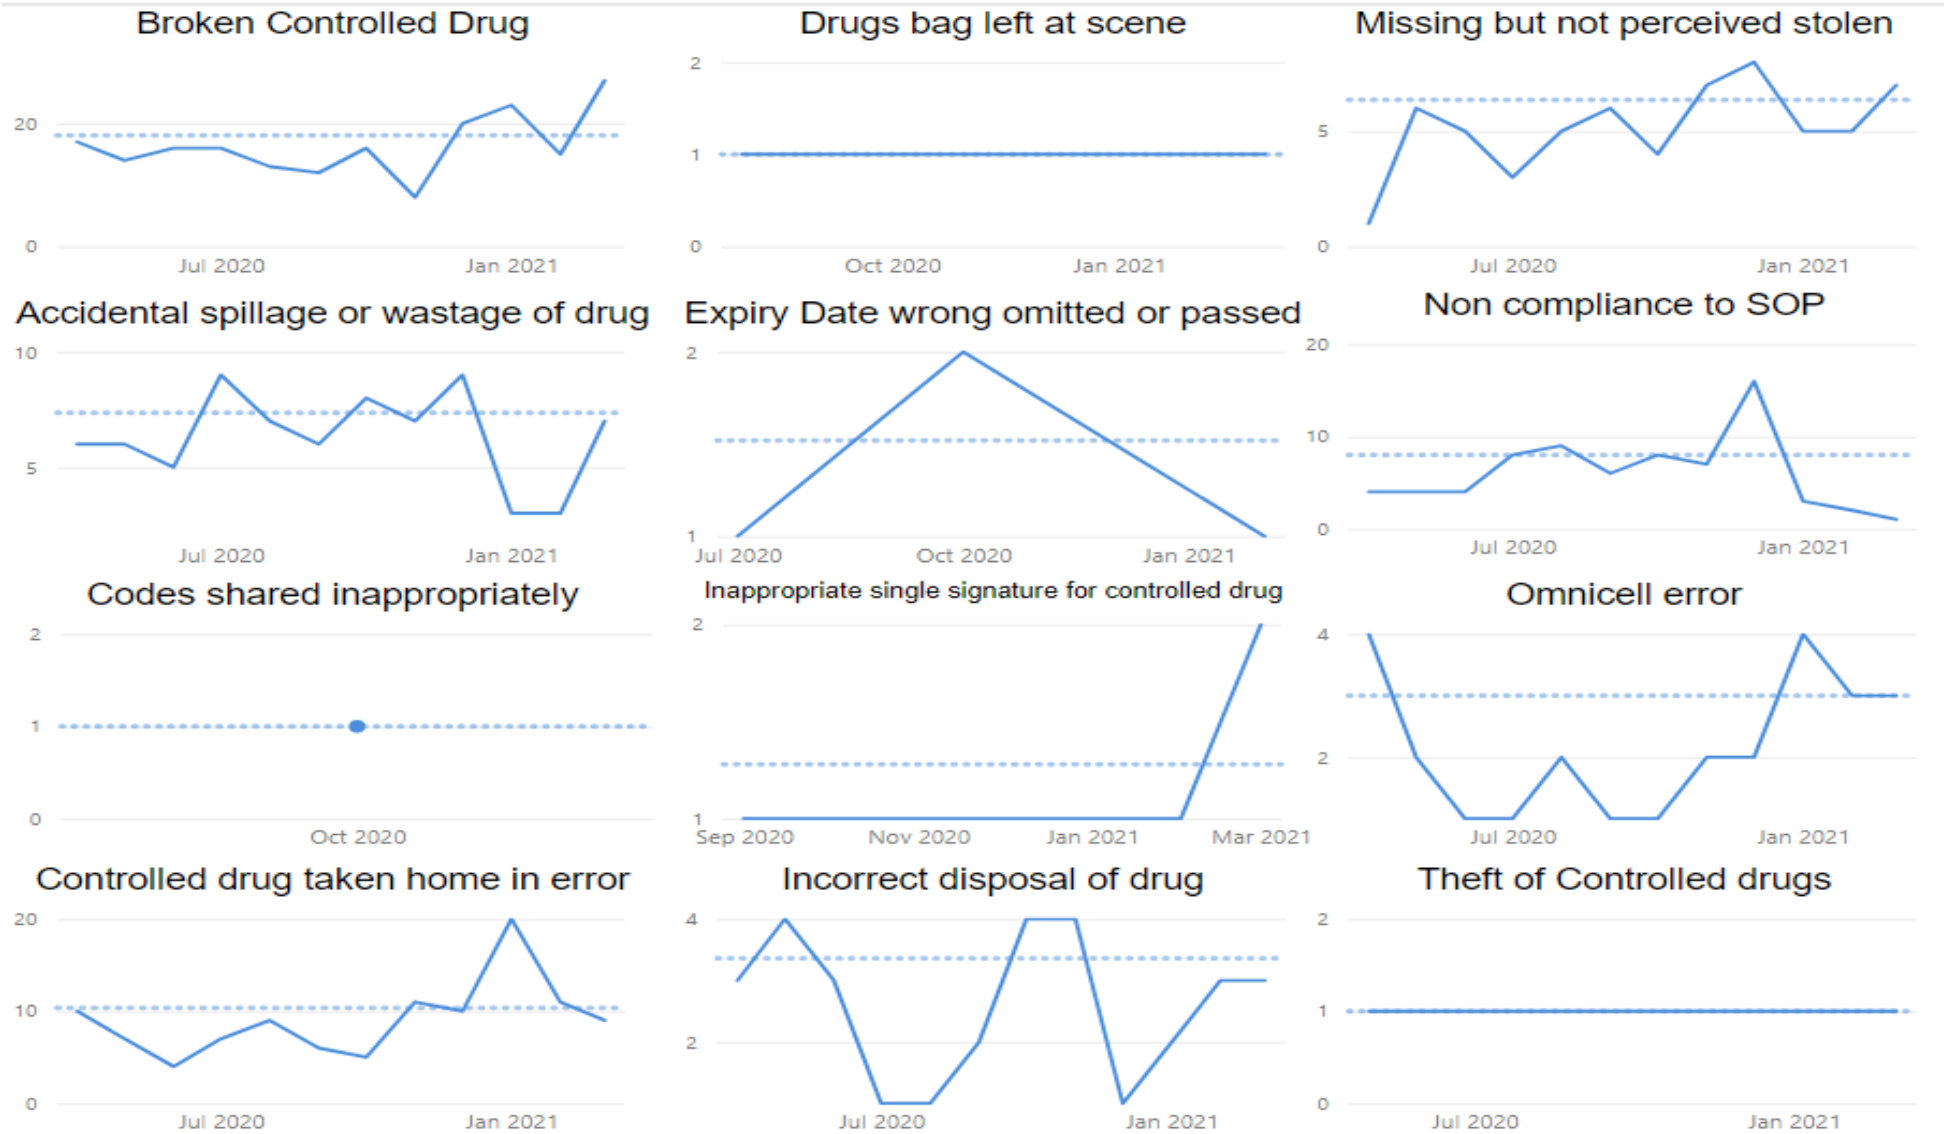 Broken Controlled Drug
20
0
Jul 2020 Jan 2021
Drugs bag left at scene
2
1
0
Oct 2020 Jan 2021
Missing but not perceived stolen
5
0
Jul 2020 Jan 2021
Accidental spillage or wastage of drug
10
5
Jul 2020 Jan 2021
Expiry Date wrong omitted or passed
2
1
Jul 2020 Oct 2020 Jan 2021
Non compliance to SOP
20
10
0
Jul 2020 Jan 2021
Codes shared inappropriately
2
1
0
Oct 2020
Inappropriate single signature for controlled drug
2
1
Sep 2020 Nov 2020 Jan 2021 Mar 2021
Omnicell error
4
2
Jul 2020 Jan 2021
Controlled drug taken home in error
20
10
0
Jul 2020 Jan 2021
Incorrect disposal of drug
4
2
Jul 2020 Jan 2021
Theft of Controlled drugs
2
1
0
Jul 2020 Jan 2021